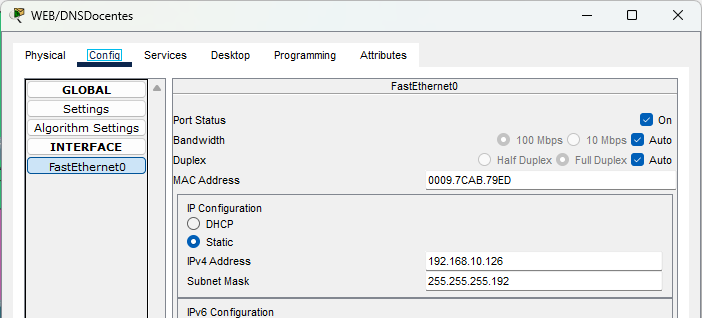 WEB/DNSDocentes
Physical Config Services Desktop Programming Attributes
GLOBAL
Settings
Algorithm Settings
INTERFACE
FastEthernet0
FastEthernet0
Port Status On
Bandwidth 100 Mbps 10 Mbps Auto
Duplex Half Duplex Full Duplex Auto
MAC Address 0009.7CAB.79ED
IP Configuration
DHCP
Static
IPv4 Address 192.168.10.126
Subnet Mask 255.255.255.192
IPv6 Configuration